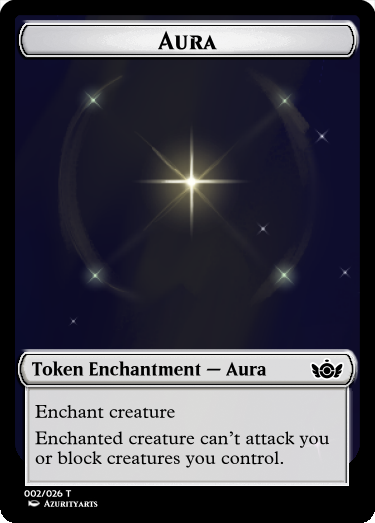 Aura
Token Enchantment — Aura
Enchant creature
Enchanted creature can't attack you
or block creatures you control.
002/026 T
Azurityarts